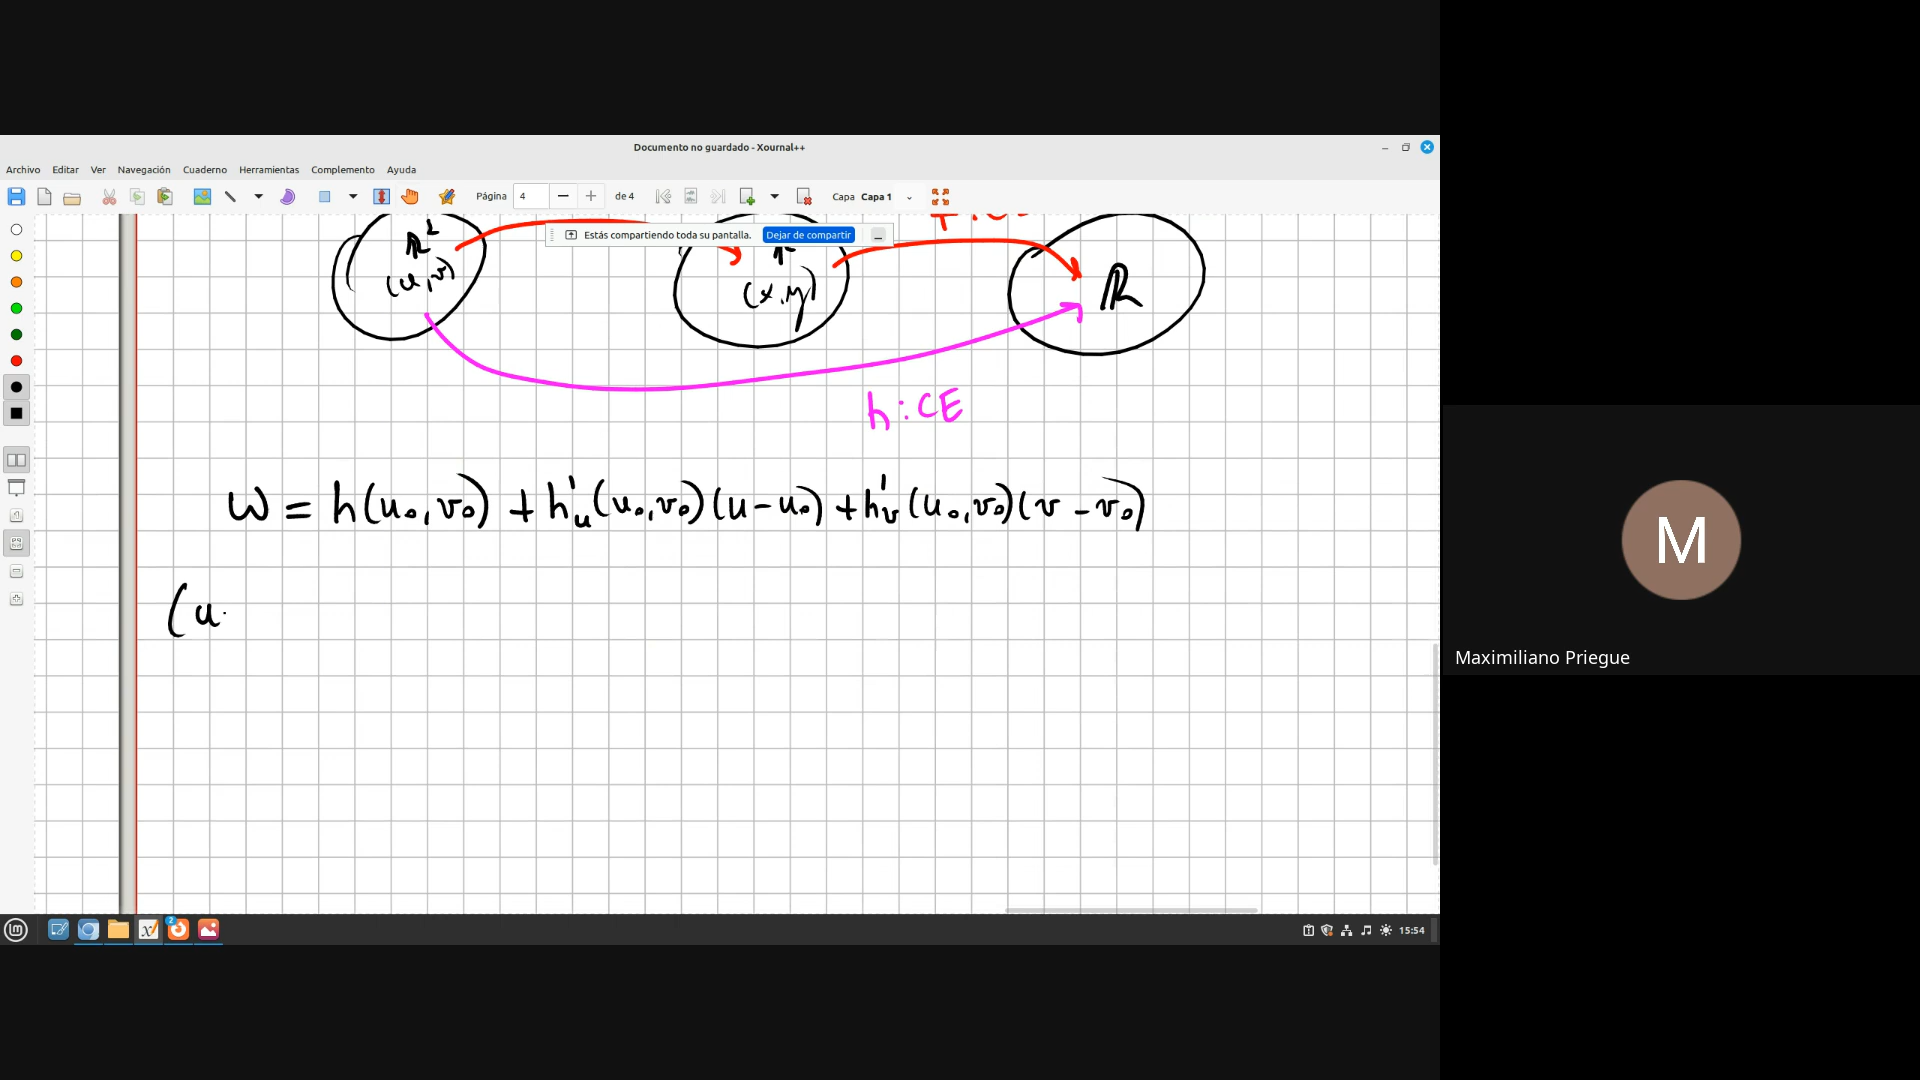 Documento no guardado - Xournal++
Archivo Editar Ver Navegación Cuaderno Herramientas Complemento Ayuda
Página 4 de 4 Capa Capa 1
Estás compartiendo toda su pantalla. Dejar de compartir
ℝ²
(u,v)
(x,y)
ℝ
h: CE
w = h(u₀,v₀) + h'ᵤ(u₀,v₀)(u-u₀) + h'ᵥ(u₀,v₀)(v-v₀)
(u
M
Maximiliano Priegue
2
15:54